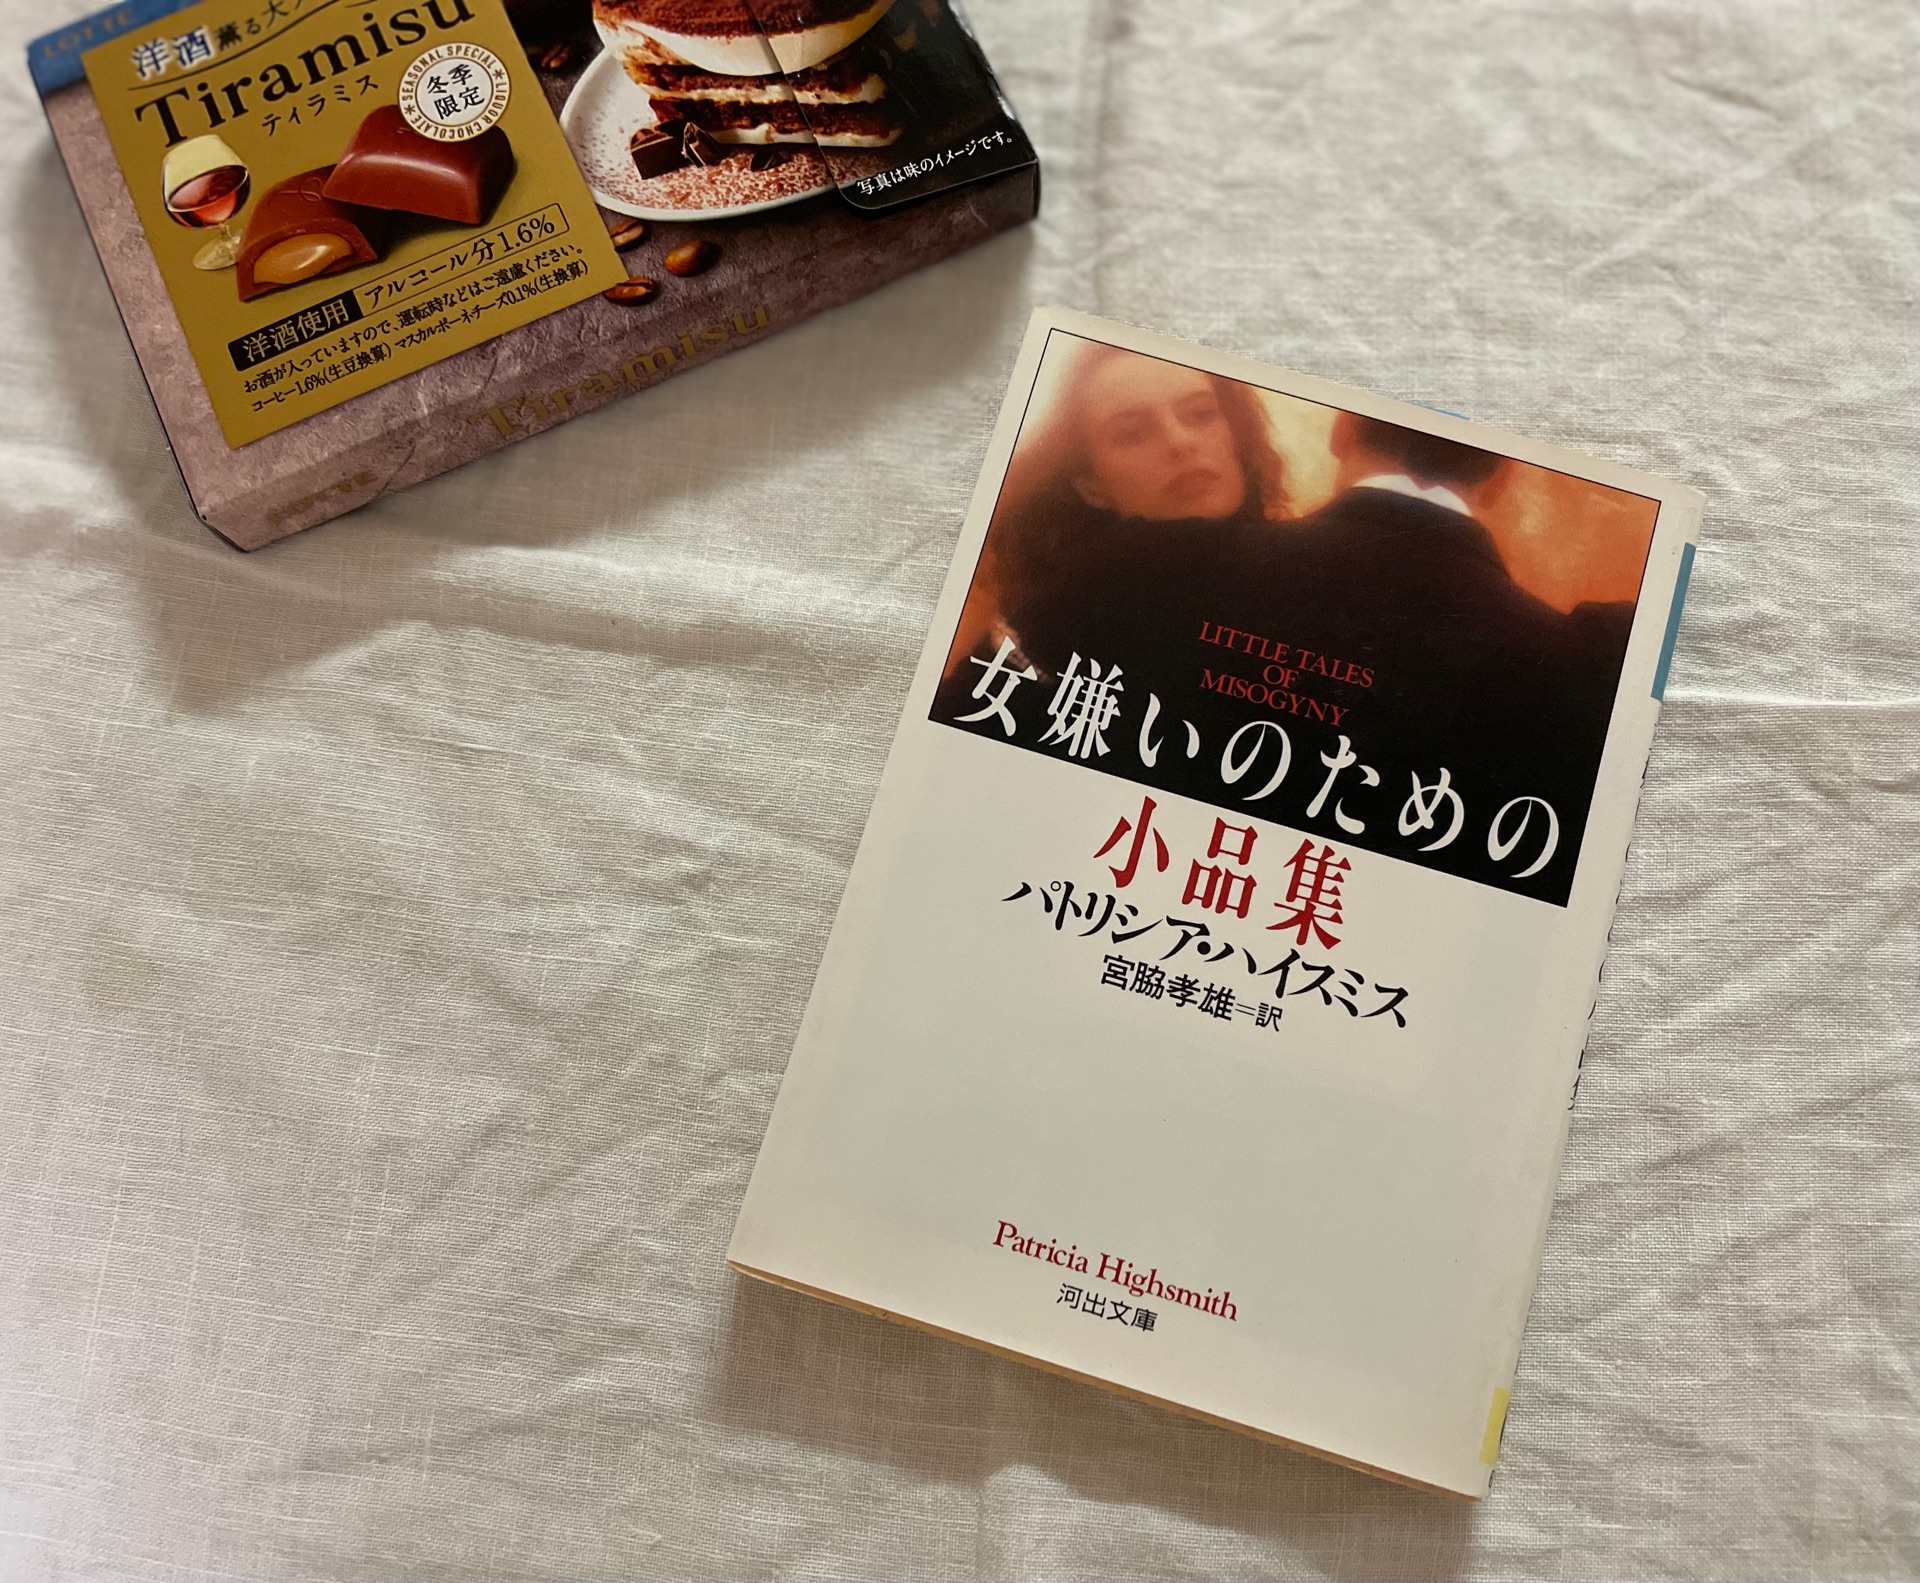 LOTTE
洋酒薫る大人
Tiramisu
ティラミス
SEASONAL SPECIAL
冬季
限定
LIQUOR CHOCOLATE
写真は味のイメージです。
洋酒使用 アルコール分1.6%
お酒が入っていますので、運転時などはご遠慮ください。
コーヒー1.6%(生豆換算) マスカルポーネチーズ0.1%(生換算)
Tiramisu
LOTTE
LITTLE TALES
OF
MISOGYNY
女嫌いのための
小品集
パトリシア・ハイスミス
宮脇孝雄=訳
Patricia Highsmith
河出文庫